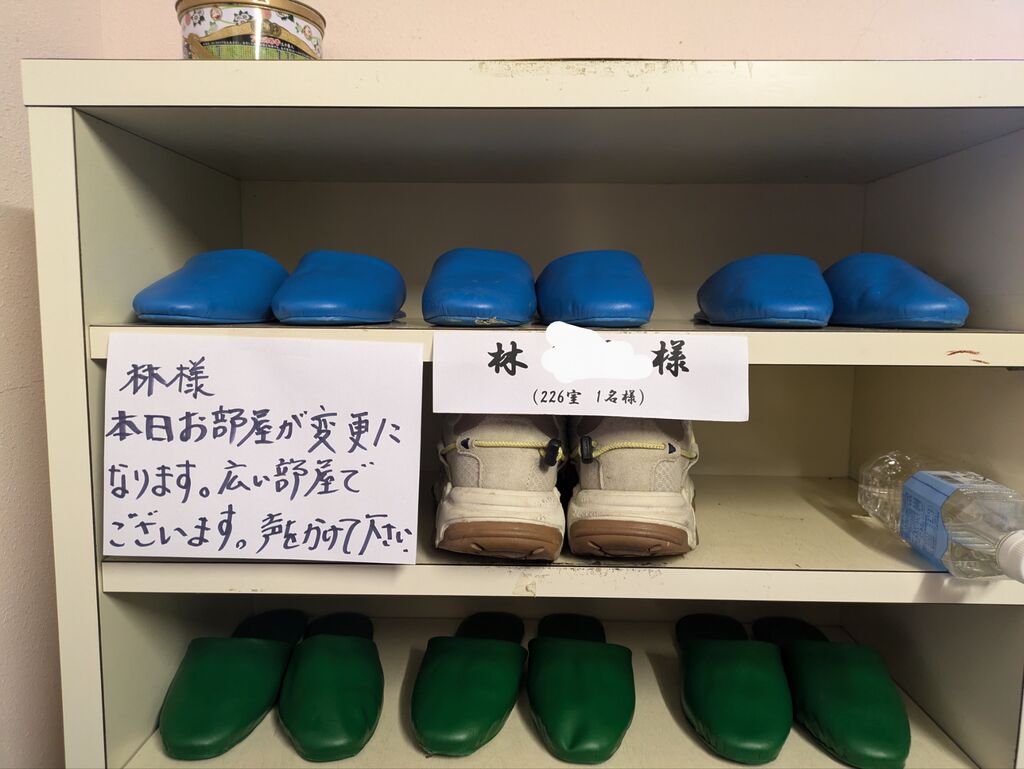 林様
本日お部屋が変更に
なります。広い部屋で
ございます。声をかけて下さい
林 様
(226室 1名様)